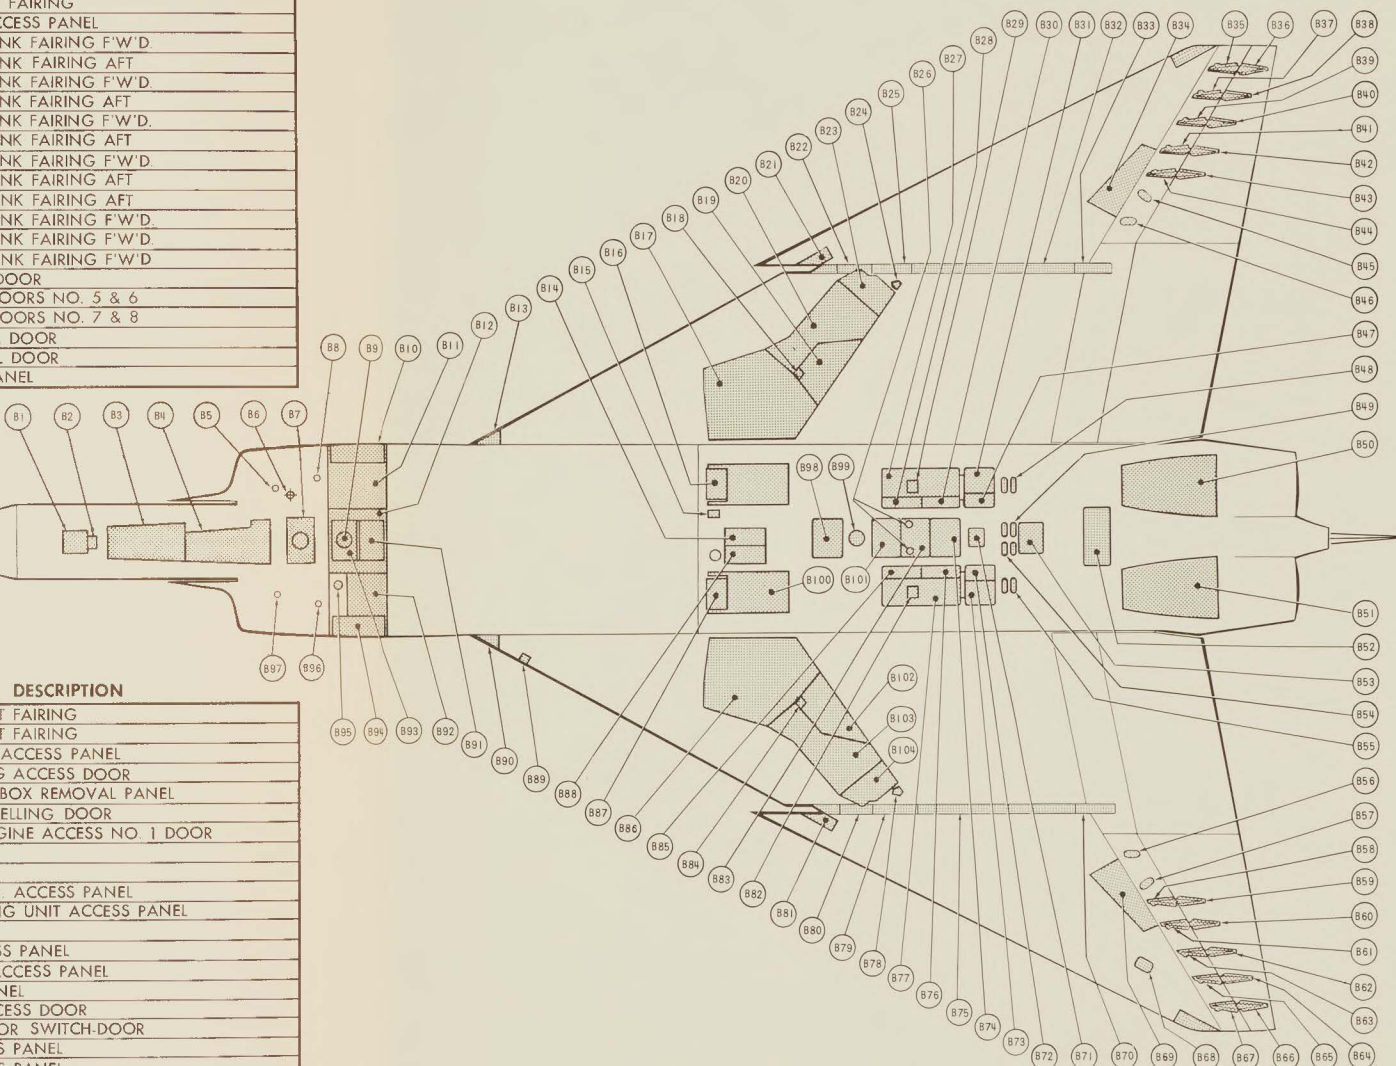 FAIRING
CCESS PANEL
NK FAIRING F'W'D.
NK FAIRING AFT
NK FAIRING F'W'D.
NK FAIRING AFT
NK FAIRING F'W'D.
NK FAIRING AFT
NK FAIRING F'W'D.
NK FAIRING AFT
NK FAIRING AFT
NK FAIRING F'W'D.
NK FAIRING F'W'D.
NK FAIRING F'W'D
DOOR
OORS NO. 5 & 6
OORS NO. 7 & 8
DOOR
L DOOR
ANEL
B1
B2
B3
B4
B5
B6
B7
B8
B9
B10
B11
B12
B13
B14
B15
B16
B17
B18
B19
B20
B21
B22
B23
B24
B25
B26
B27
B28
B29
B30
B31
B32
B33
B34
B35
B36
B37
B38
B39
B40
B41
B42
B43
B44
B45
B46
B47
B48
B49
B50
B51
B52
B53
B54
B55
B56
B57
B58
B59
B60
B61
B62
B63
B64
B65
B66
B67
B68
B69
B70
B71
B72
B73
B74
B75
B76
B77
B78
B79
B80
B81
B82
B83
B84
B85
B86
B87
B88
B89
B90
B91
B92
B93
B94
B95
B96
B97
B98
B99
B100
B101
B102
B103
B104
DESCRIPTION
T FAIRING
T FAIRING
ACCESS PANEL
G ACCESS DOOR
BOX REMOVAL PANEL
ELLING DOOR
GINE ACCESS NO. 1 DOOR
ACCESS PANEL
G UNIT ACCESS PANEL
SS PANEL
ACCESS PANEL
NEL
CESS DOOR
OR SWITCH-DOOR
S PANEL
S PANEL